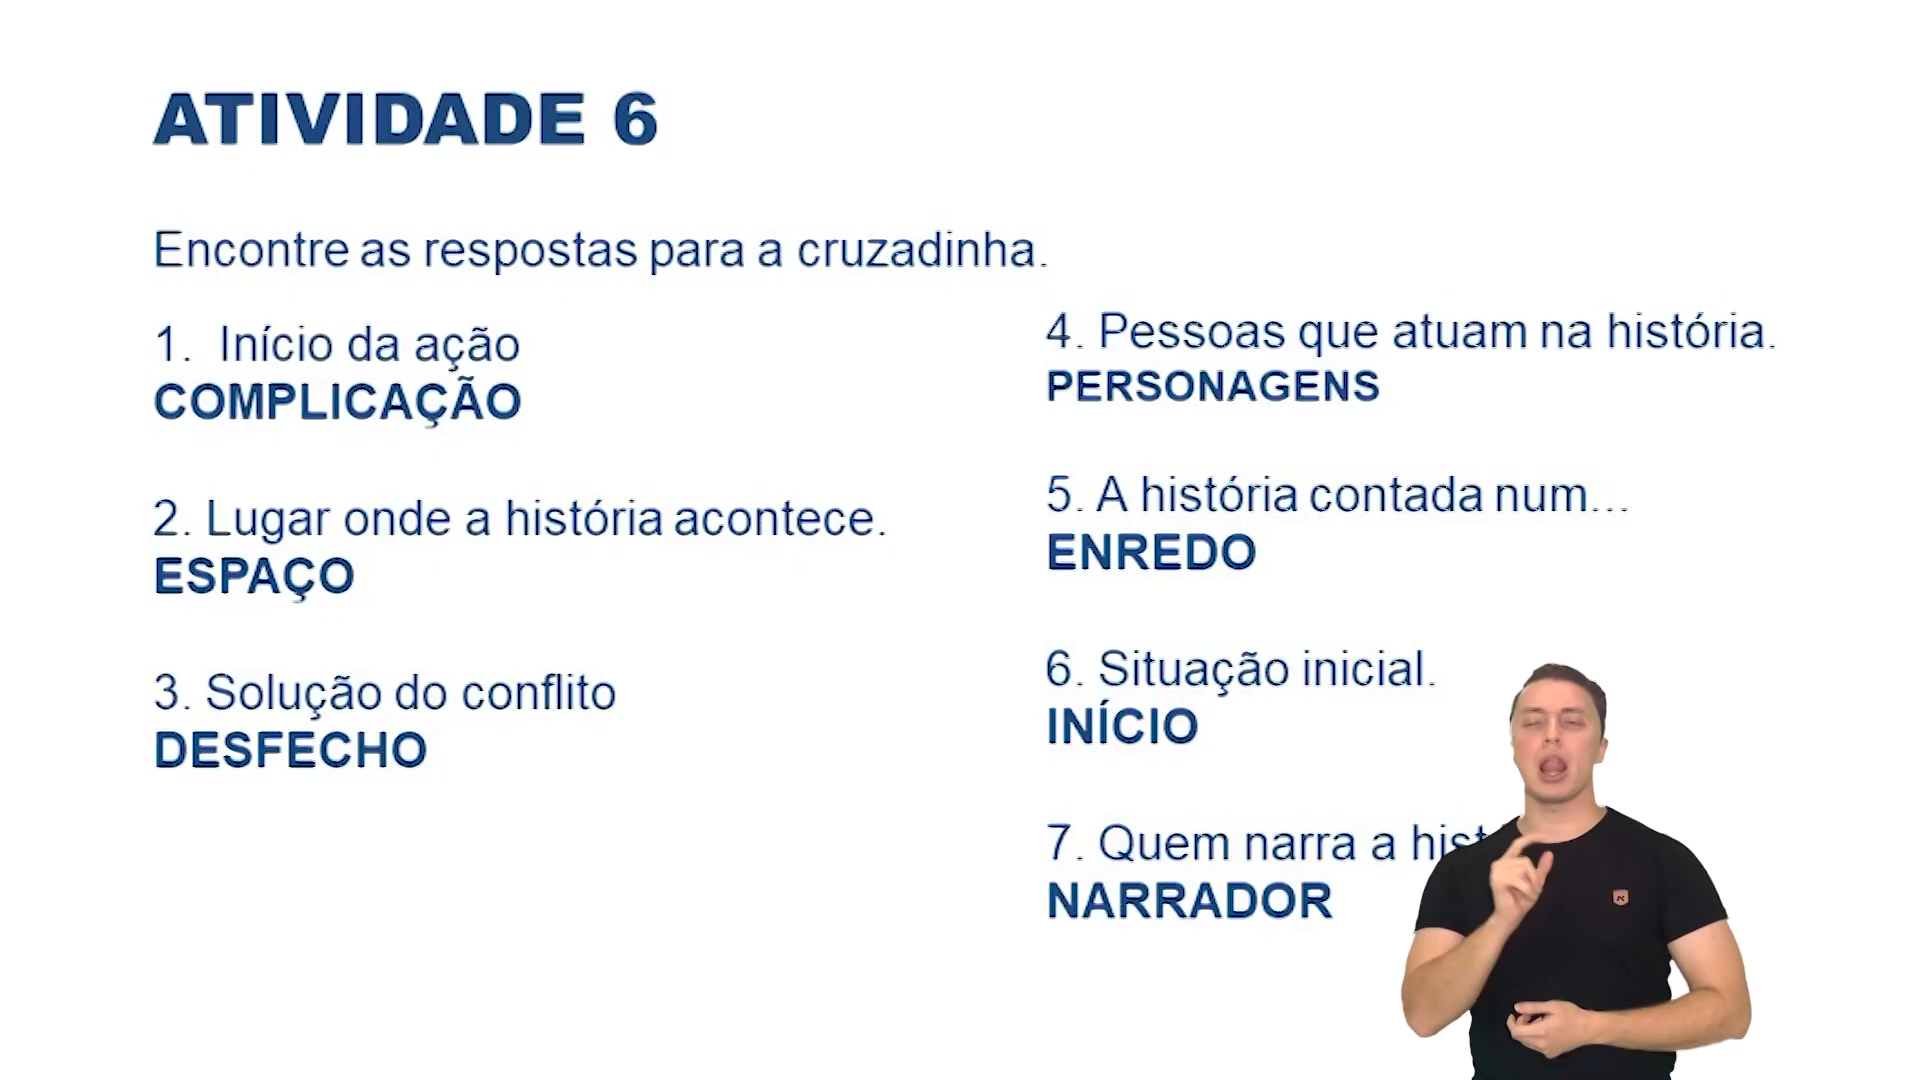 ATIVIDADE 6
Encontre as respostas para a cruzadinha.
1. Início da ação
COMPLICAÇÃO
2. Lugar onde a história acontece.
ESPAÇO
3. Solução do conflito
DESFECHO
4. Pessoas que atuam na história.
PERSONAGENS
5. A história contada num...
ENREDO
6. Situação inicial.
INÍCIO
7. Quem narra a
NARRADOR